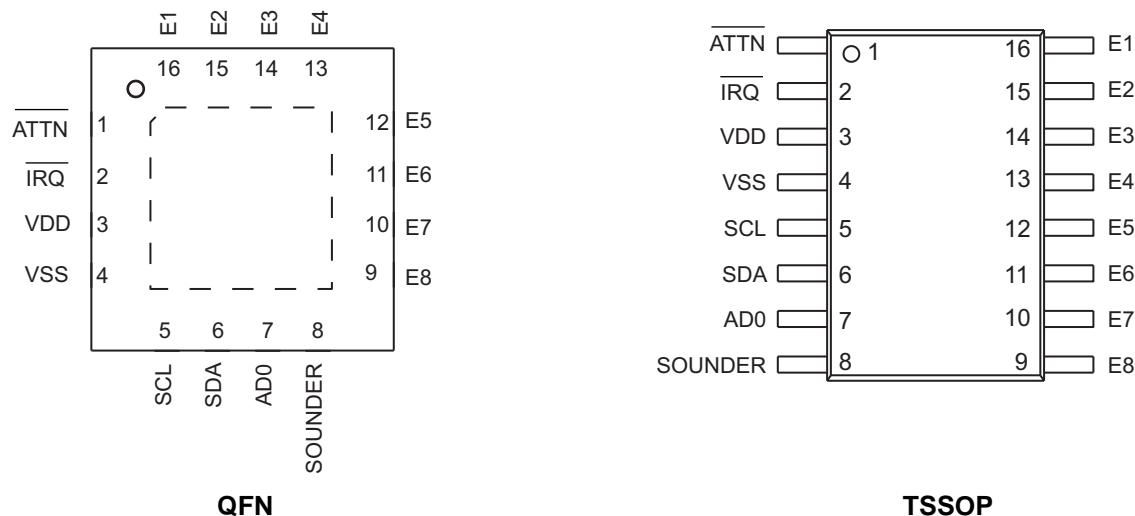 E1 E2 E3 E4
16 15 14 13
ATTN 1 12 E5
IRQ 2 11 E6
VDD 3 10 E7
VSS 4 9 E8
5 6 7 8
SCL SDA AD0 SOUNDER
QFN
ATTN 1 16 E1
IRQ 2 15 E2
VDD 3 14 E3
VSS 4 13 E4
SCL 5 12 E5
SDA 6 11 E6
AD0 7 10 E7
SOUNDER 8 9 E8
TSSOP